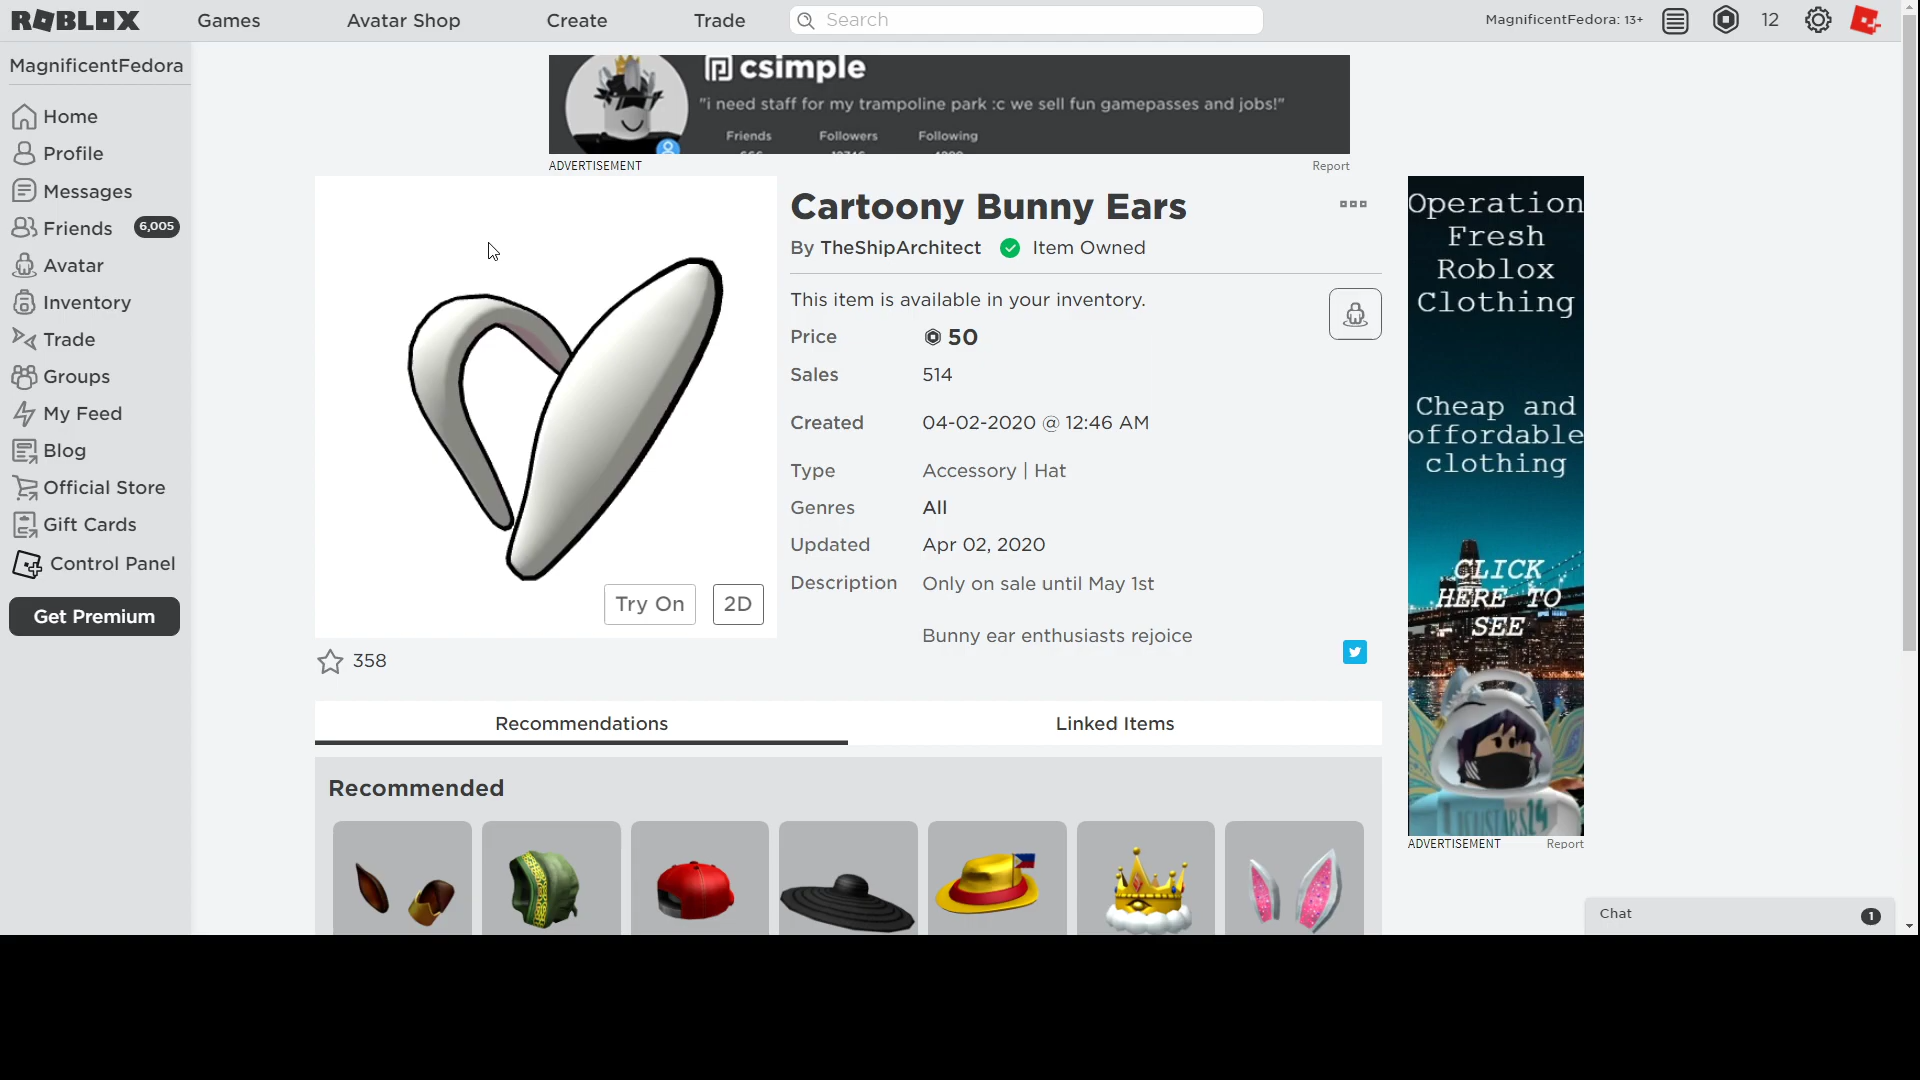 ROBLOX
Games
Avatar Shop
Create
Trade
Search
MagnificentFedora: 13+
12
MagnificentFedora
Home
Profile
Messages
Friends
6,005
Avatar
Inventory
Trade
Groups
My Feed
Blog
Official Store
Gift Cards
Control Panel
Get Premium
csimple
"i need staff for my trampoline park :c we sell fun gamepasses and jobs!"
Friends Followers Following
ADVERTISEMENT
Report
Cartoony Bunny Ears
By TheShipArchitect Item Owned
This item is available in your inventory.
Price 50
Sales 514
Created 04-02-2020 @ 12:46 AM
Type Accessory | Hat
Genres All
Updated Apr 02, 2020
Description Only on sale until May 1st
Bunny ear enthusiasts rejoice
Try On
2D
358
Recommendations
Linked Items
Recommended
Operation
Fresh
Roblox
Clothing
Cheap and
offordable
clothing
CLICK
HERE TO
SEE
ADVERTISEMENT
Report
Chat
1